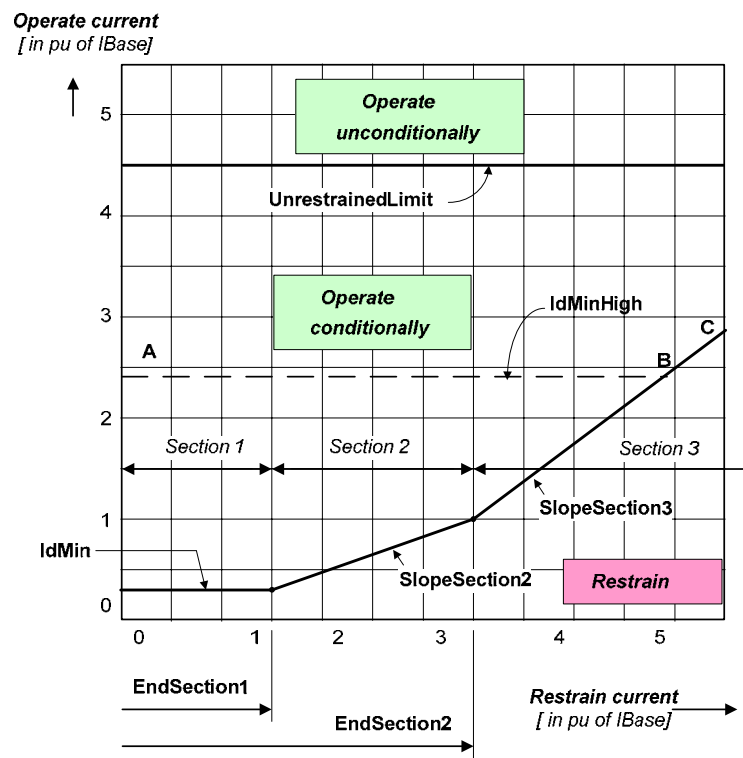 Operate current
[ in pu of IBase]
5
Operate
unconditionally
UnrestrainedLimit
4
Operate
conditionally
3
IdMinHigh
C
A
B
2
Section 1
Section 2
Section 3
1
SlopeSection3
IdMin
SlopeSection2
Restrain
0
0
1
2
3
4
5
EndSection1
Restrain current
[ in pu of IBase]
EndSection2